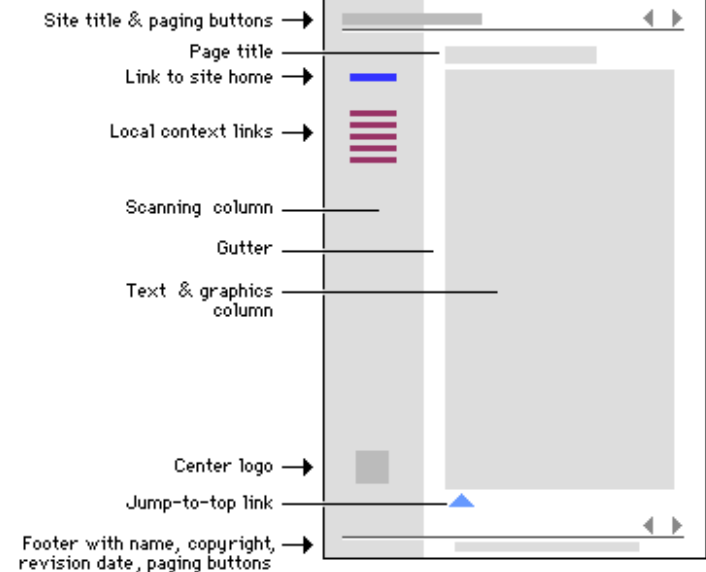 Site title & paging buttons
Page title
Link to site home
Local context links
Scanning column
Gutter
Text & graphics
column
Center logo
Jump-to-top link
Footer with name, copyright,
revision date, paging buttons